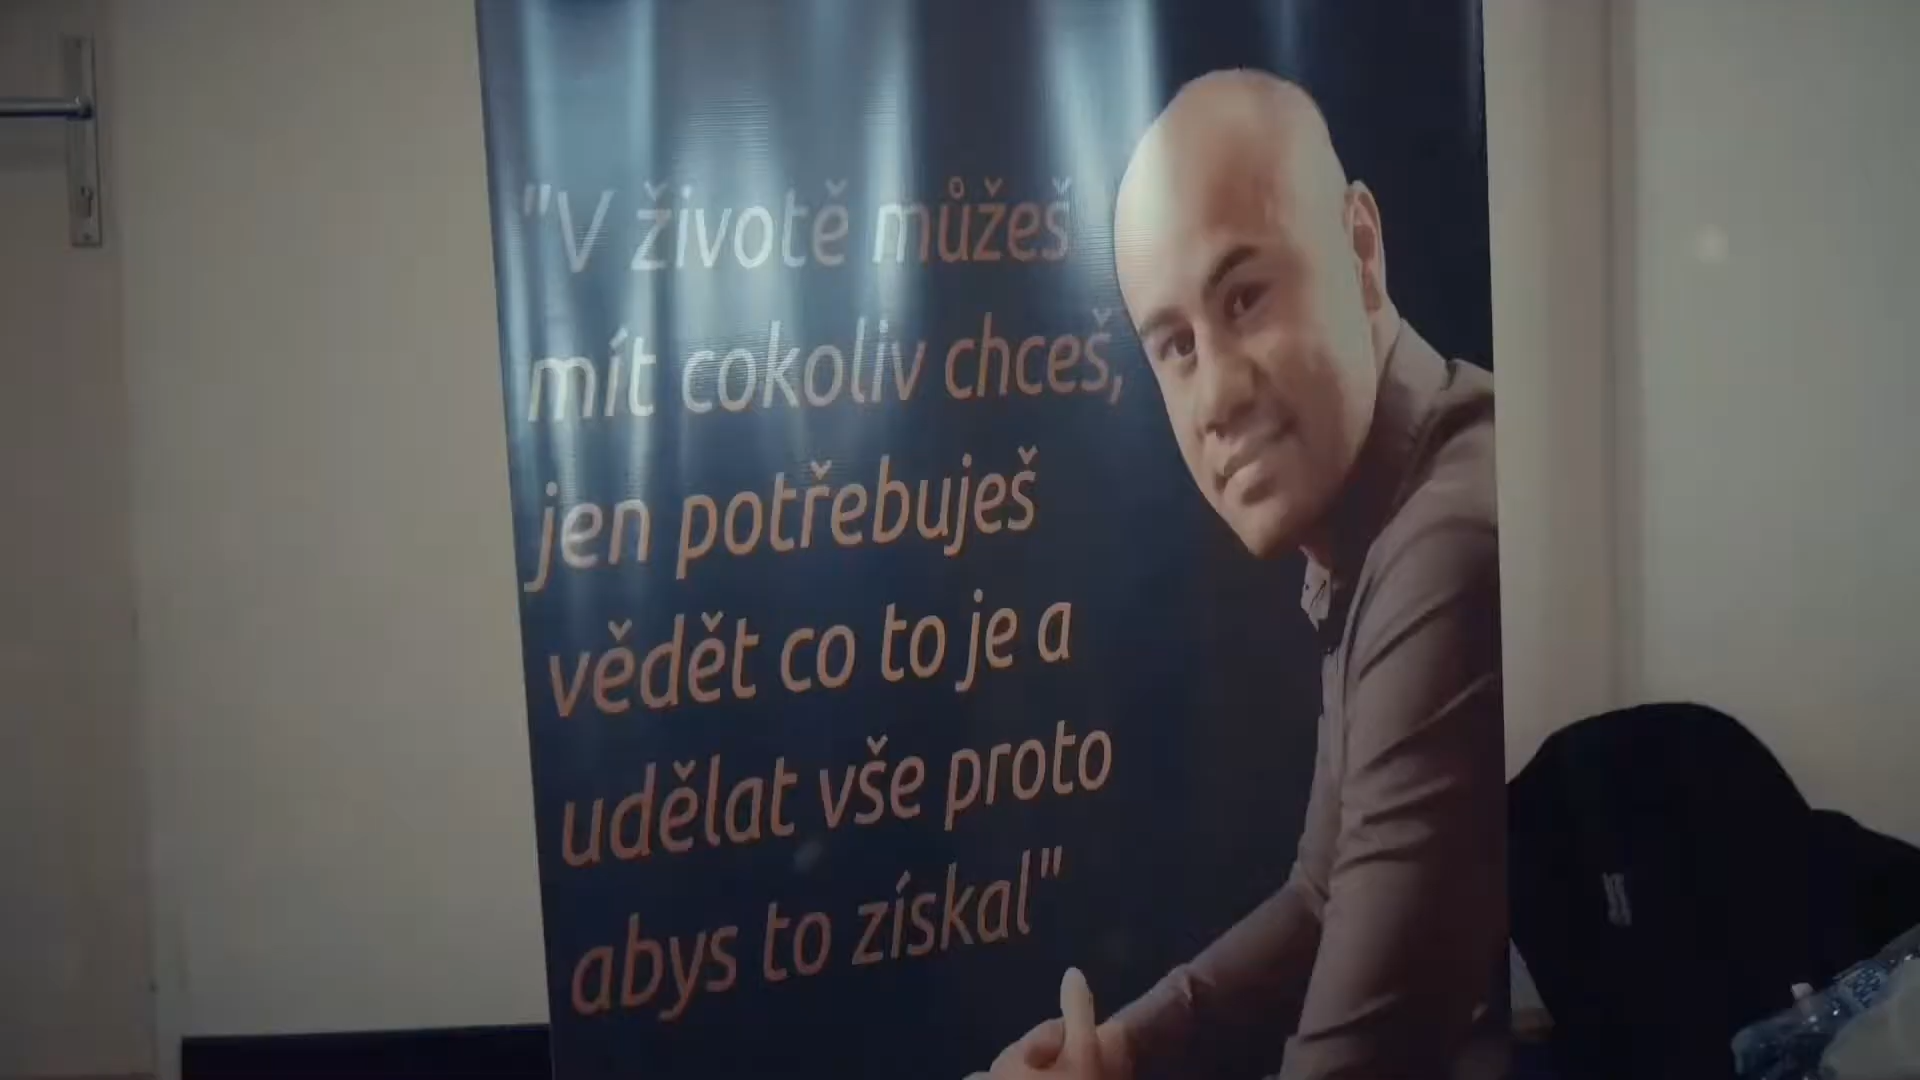 "V životě můžeš
mít cokoliv chceš,
jen potřebuješ
vědět co to je a
udělat vše proto
abys to získal"